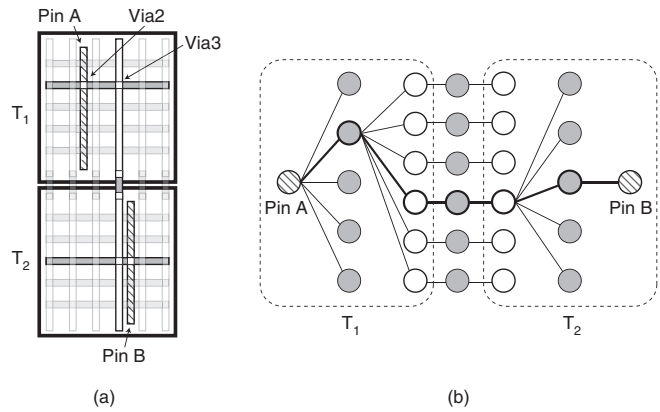 Pin A
Via2
Via3
T1
T2
Pin B
(a)
Pin A
Pin B
T1
T2
(b)